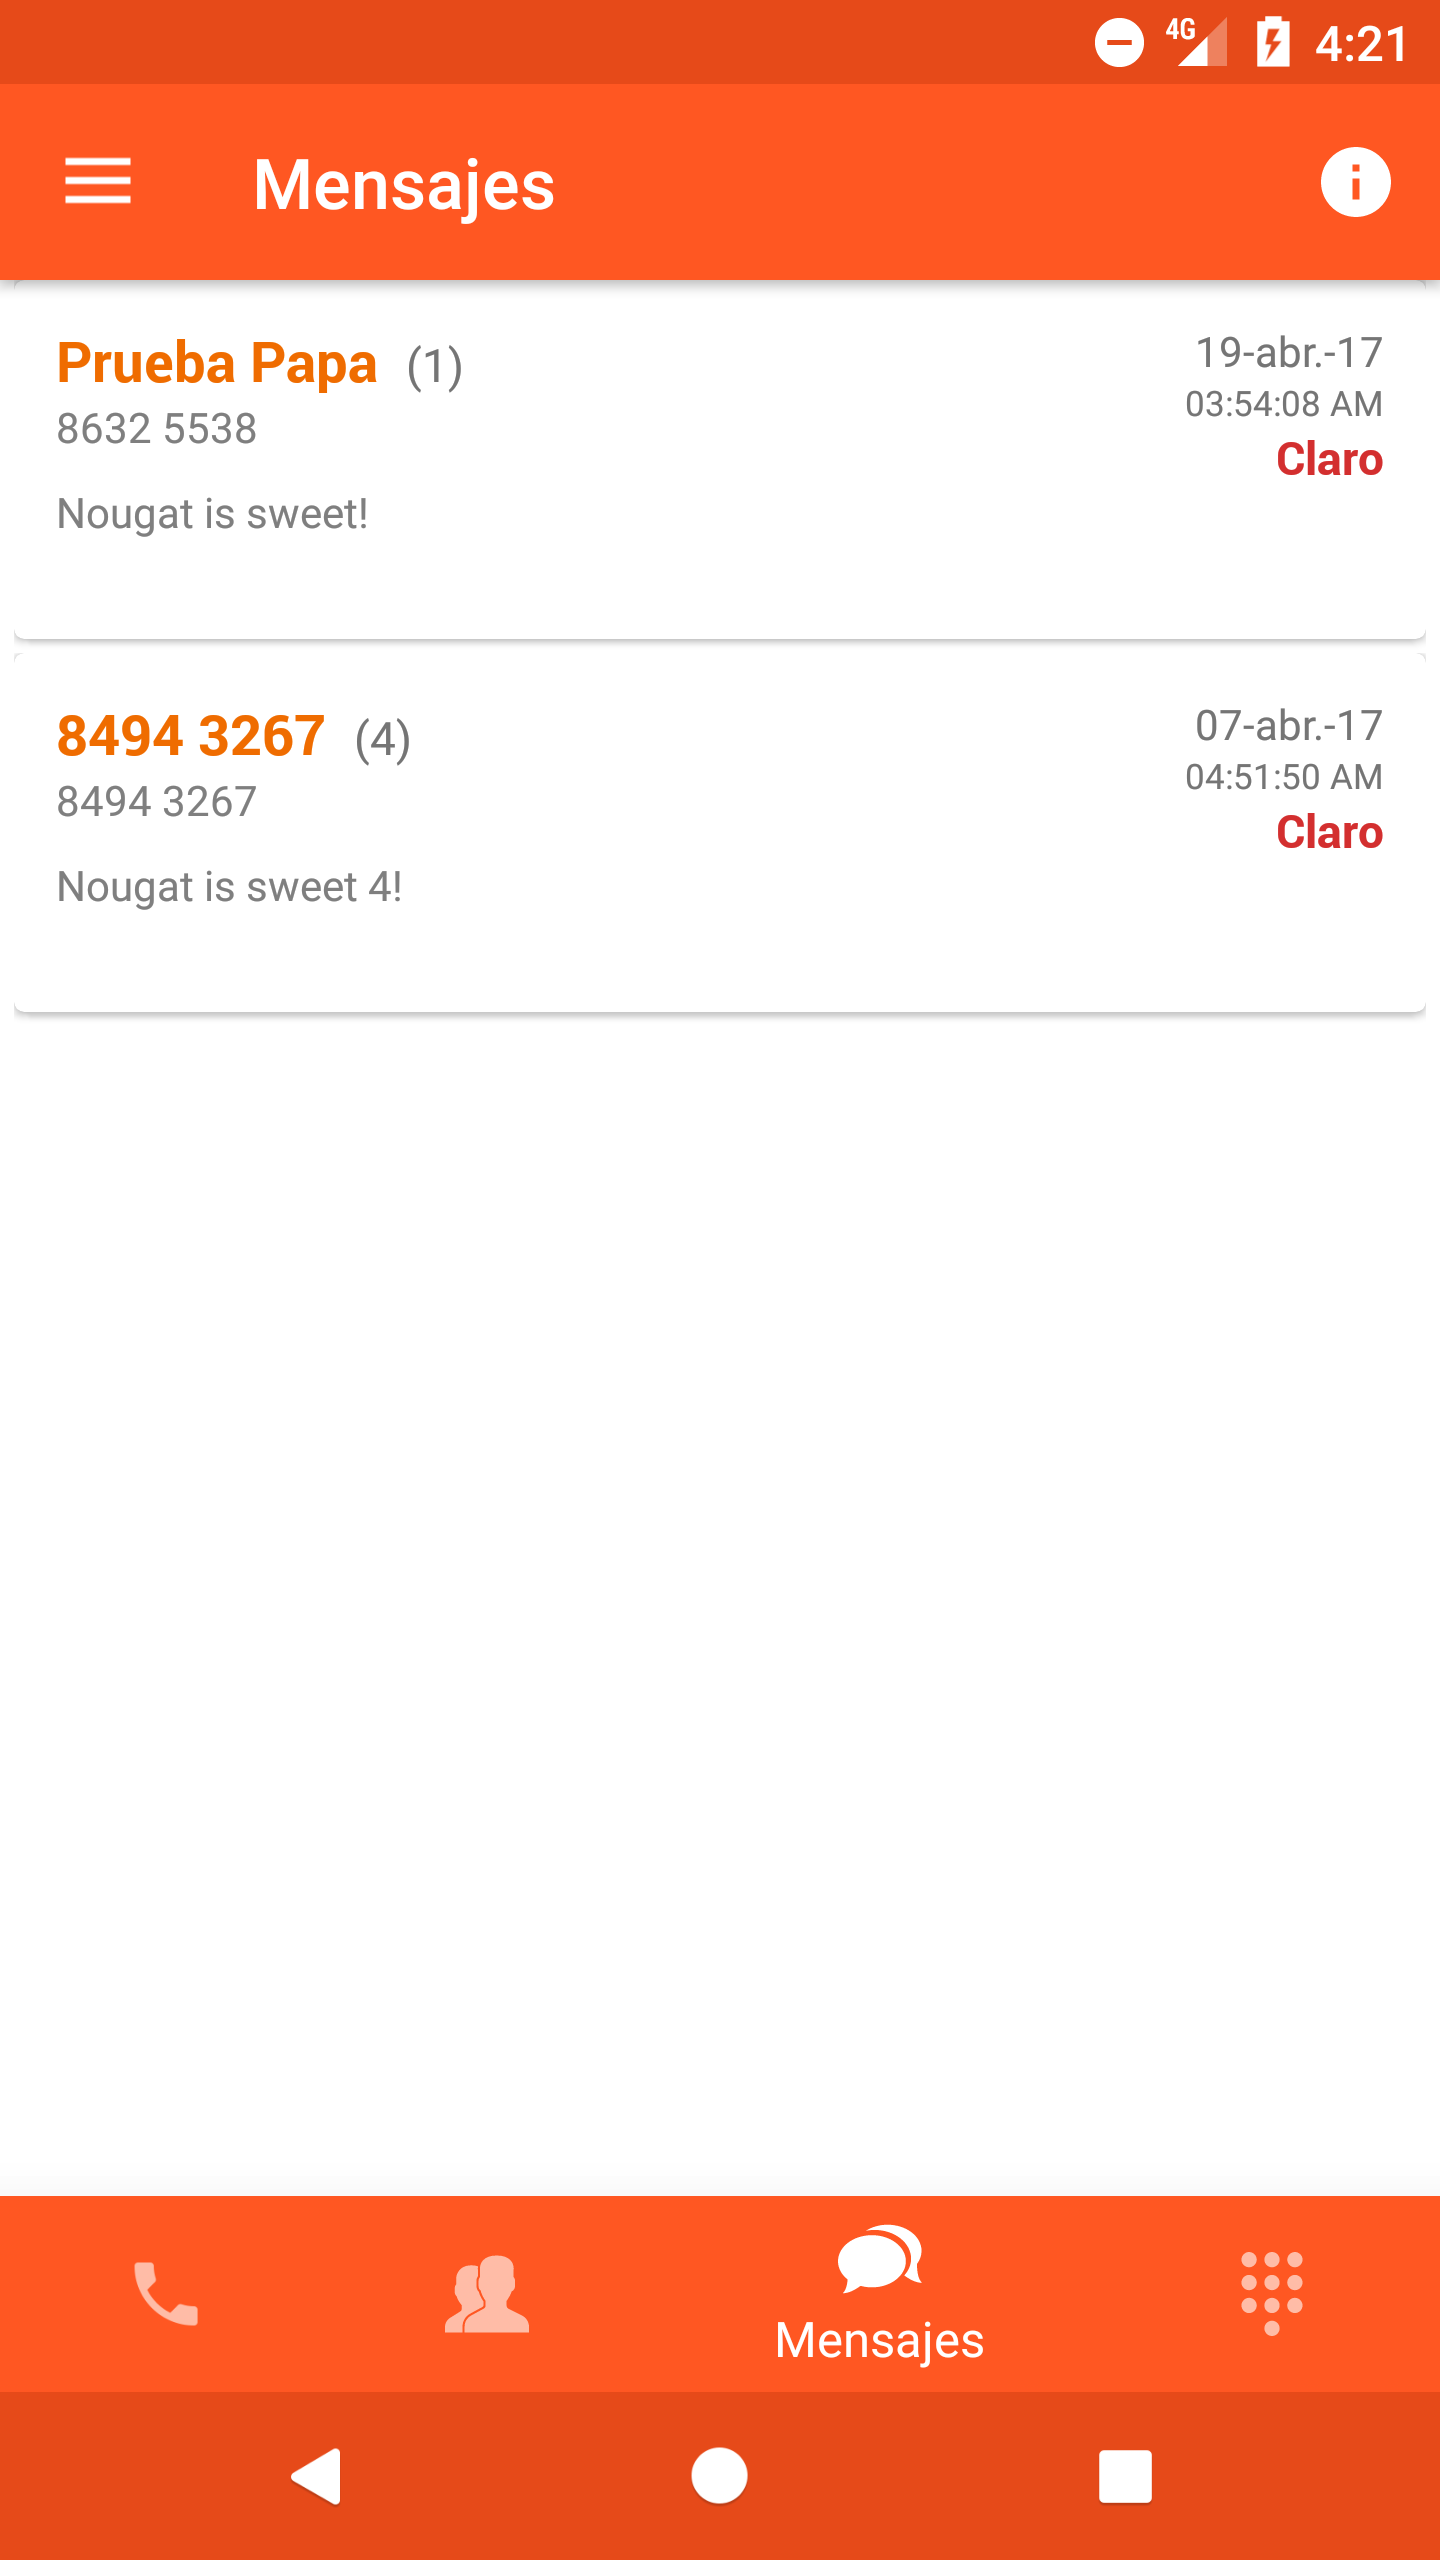 4G 4:21
Mensajes
Prueba Papa (1)
19-abr.-17
8632 5538
03:54:08 AM
Claro
Nougat is sweet!
8494 3267 (4)
07-abr.-17
8494 3267
04:51:50 AM
Claro
Nougat is sweet 4!
Mensajes